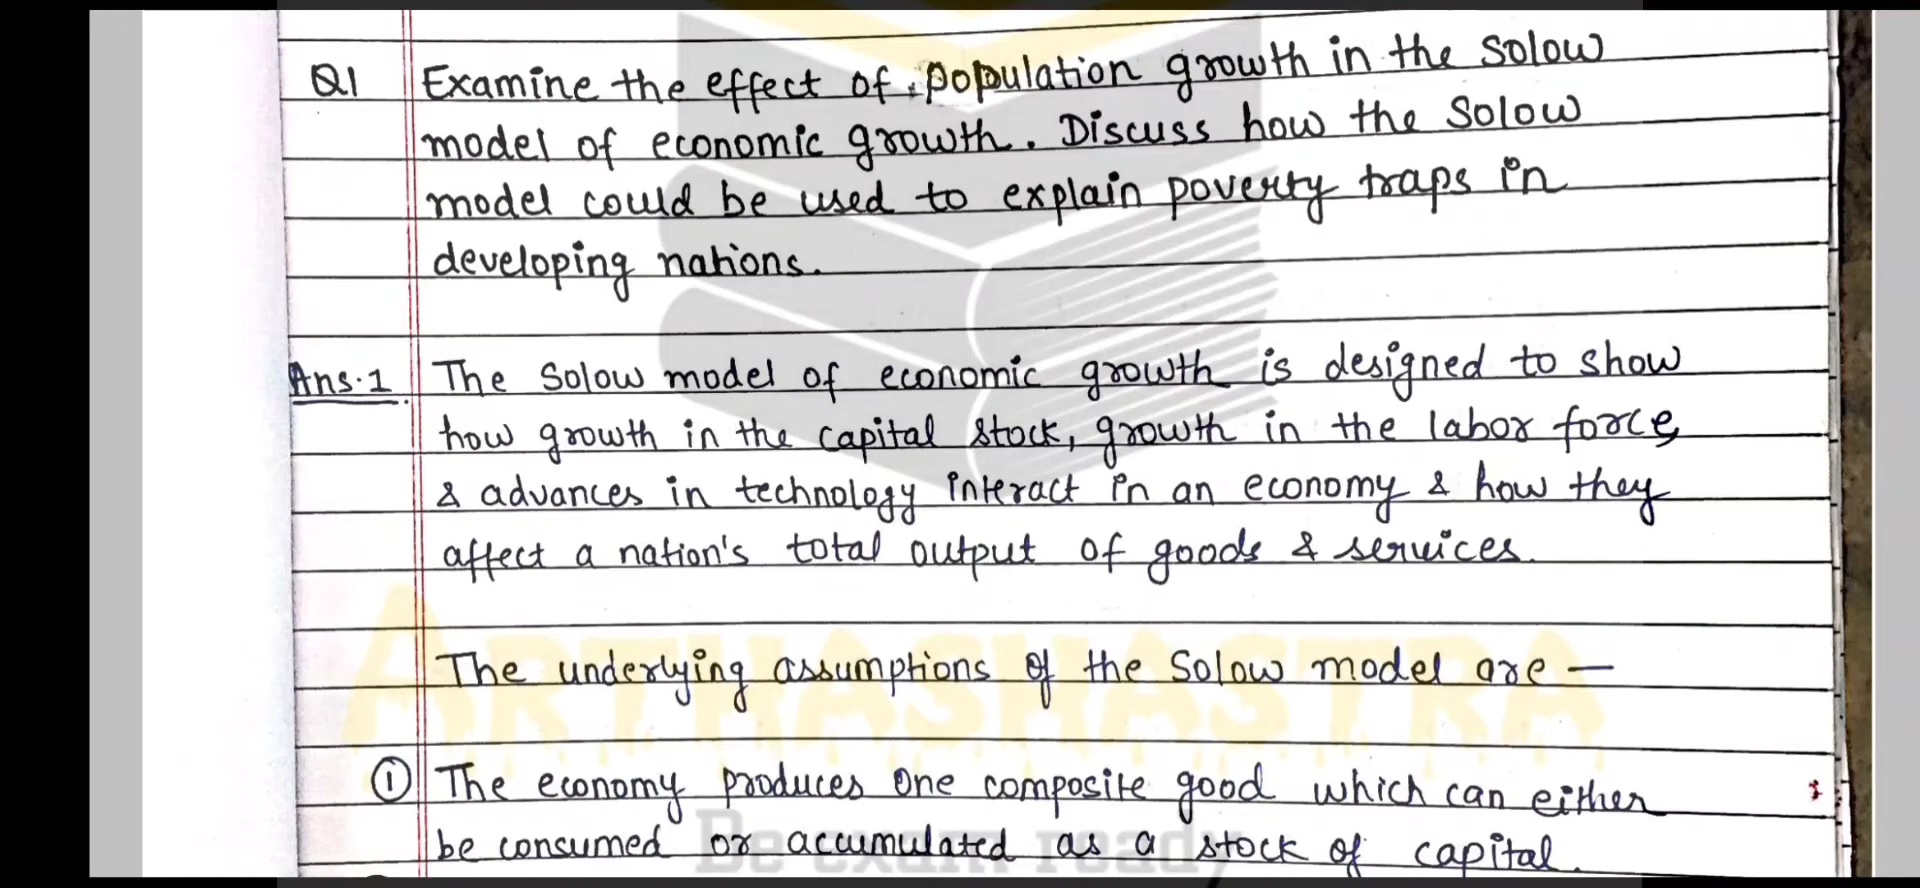 Q1 Examine the effect of population growth in the Solow
model of economic growth. Discuss how the Solow
model could be used to explain poverty traps in
developing nations.
Ans.1 The Solow model of economic growth is designed to show
how growth in the capital stock, growth in the labor force,
& advances in technology interact in an economy & how they
affect a nation's total output of goods & services.
The underlying assumptions of the Solow model are —
① The economy produces one composite good which can either
be consumed or accumulated as a stock of capital.
ARTHASHASTRA
Be exam ready